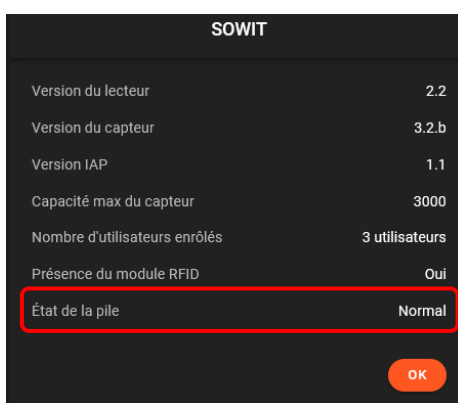 SOWIT
Version du lecteur 2.2
Version du capteur 3.2.b
Version IAP 1.1
Capacité max du capteur 3000
Nombre d'utilisateurs enrôlés 3 utilisateurs
Présence du module RFID Oui
État de la pile Normal
OK